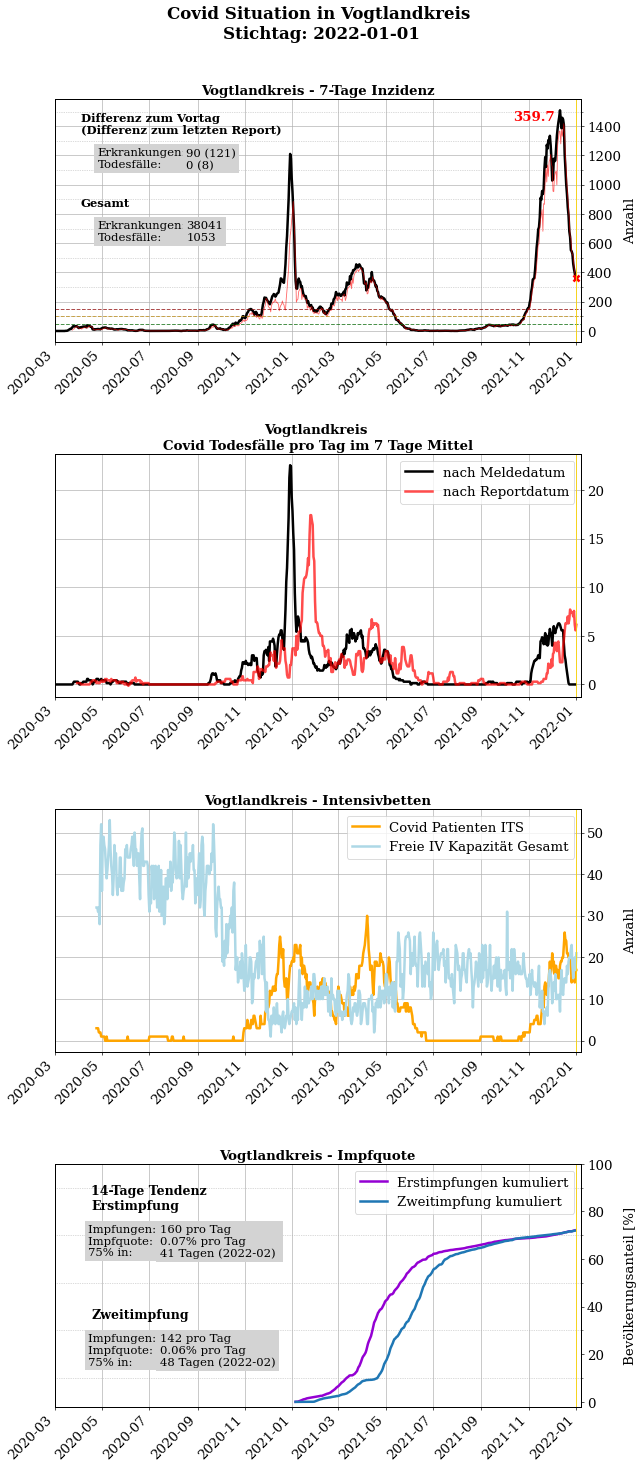 Covid Situation in Vogtlandkreis
Stichtag: 2022-01-01
Vogtlandkreis - 7-Tage Inzidenz
Differenz zum Vortag
(Differenz zum letzten Report)
Erkrankungen 90 (121)
Todesfälle: 0 (8)
Gesamt
Erkrankungen 38041
Todesfälle: 1053
359.7
1400
1200
1000
800
600
400
200
0
Anzahl
2020-03
2020-05
2020-07
2020-09
2020-11
2021-01
2021-03
2021-05
2021-07
2021-09
2021-11
2022-01
Vogtlandkreis
Covid Todesfälle pro Tag im 7 Tage Mittel
nach Meldedatum
nach Reportdatum
20
15
10
5
0
2020-03
2020-05
2020-07
2020-09
2020-11
2021-01
2021-03
2021-05
2021-07
2021-09
2021-11
2022-01
Vogtlandkreis - Intensivbetten
Covid Patienten ITS
Freie IV Kapazität Gesamt
50
40
30
20
10
0
Anzahl
2020-03
2020-05
2020-07
2020-09
2020-11
2021-01
2021-03
2021-05
2021-07
2021-09
2021-11
2022-01
Vogtlandkreis - Impfquote
14-Tage Tendenz
Erstimpfung
Impfungen: 160 pro Tag
Impfquote: 0.07% pro Tag
75% in: 41 Tagen (2022-02)
Zweitimpfung
Impfungen: 142 pro Tag
Impfquote: 0.06% pro Tag
75% in: 48 Tagen (2022-02)
Erstimpfungen kumuliert
Zweitimpfung kumuliert
100
80
60
40
20
0
Bevölkerungsanteil [%]
2020-03
2020-05
2020-07
2020-09
2020-11
2021-01
2021-03
2021-05
2021-07
2021-09
2021-11
2022-01